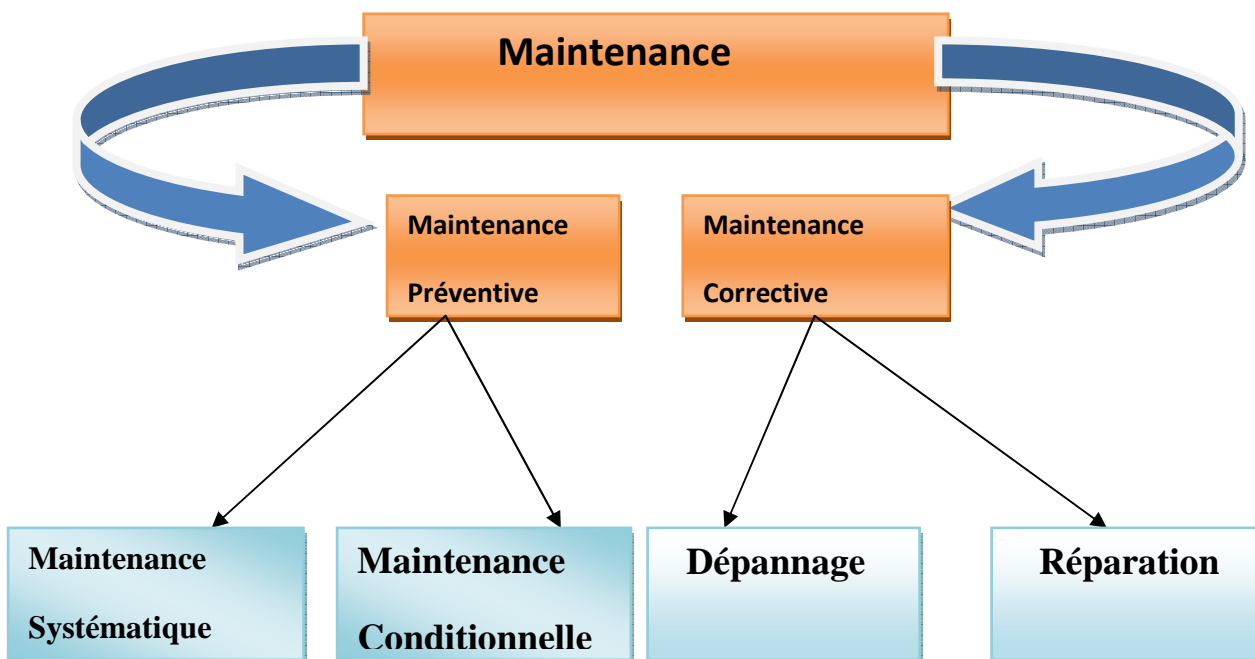 Maintenance
Maintenance
Préventive
Maintenance
Corrective
Maintenance
Systématique
Maintenance
Conditionnelle
Dépannage
Réparation